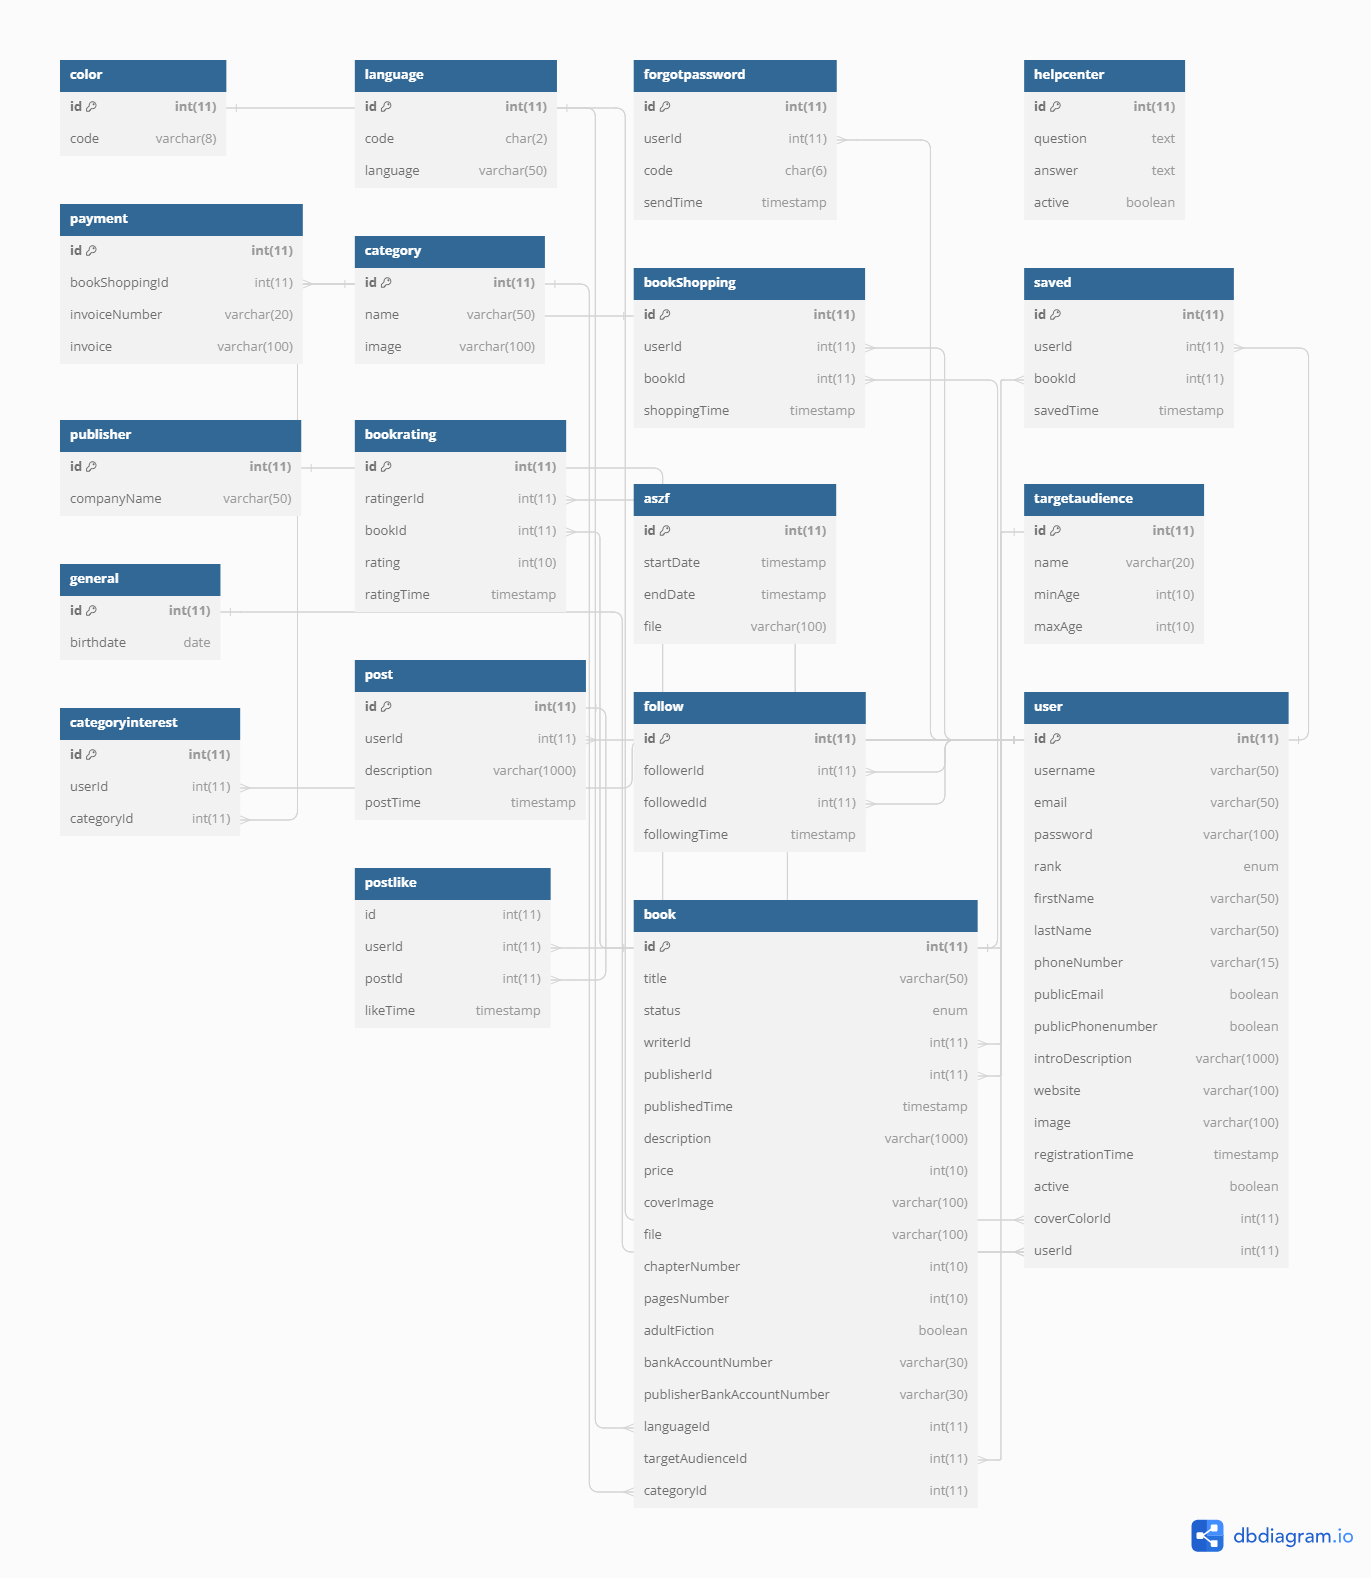 color
id int(11)
code varchar(8)
language
id int(11)
code char(2)
language varchar(50)
forgotpassword
id int(11)
userId int(11)
code char(6)
sendTime timestamp
helpcenter
id int(11)
question text
answer text
active boolean
payment
id int(11)
bookShoppingId int(11)
invoiceNumber varchar(20)
invoice varchar(100)
category
id int(11)
name varchar(50)
image varchar(100)
bookShopping
id int(11)
userId int(11)
bookId int(11)
shoppingTime timestamp
saved
id int(11)
userId int(11)
bookId int(11)
savedTime timestamp
publisher
id int(11)
companyName varchar(50)
bookrating
id int(11)
ratingerId int(11)
bookId int(11)
rating int(10)
ratingTime timestamp
aszf
id int(11)
startDate timestamp
endDate timestamp
file varchar(100)
targetaudience
id int(11)
name varchar(20)
minAge int(10)
maxAge int(10)
general
id int(11)
birthdate date
categoryinterest
id int(11)
userId int(11)
categoryId int(11)
post
id int(11)
userId int(11)
description varchar(1000)
postTime timestamp
follow
id int(11)
followerId int(11)
followedId int(11)
followingTime timestamp
user
id int(11)
username varchar(50)
email varchar(50)
password varchar(100)
rank enum
firstName varchar(50)
lastName varchar(50)
phoneNumber varchar(15)
publicEmail boolean
publicPhonenumber boolean
introDescription varchar(1000)
website varchar(100)
image varchar(100)
registrationTime timestamp
active boolean
coverColorId int(11)
userId int(11)
postlike
id int(11)
userId int(11)
postId int(11)
likeTime timestamp
book
id int(11)
title varchar(50)
status enum
writerId int(11)
publisherId int(11)
publishedTime timestamp
description varchar(1000)
price int(10)
coverImage varchar(100)
file varchar(100)
chapterNumber int(10)
pagesNumber int(10)
adultFiction boolean
bankAccountNumber varchar(30)
publisherBankAccountNumber varchar(30)
languageId int(11)
targetAudienceId int(11)
categoryId int(11)
dbdiagram.io